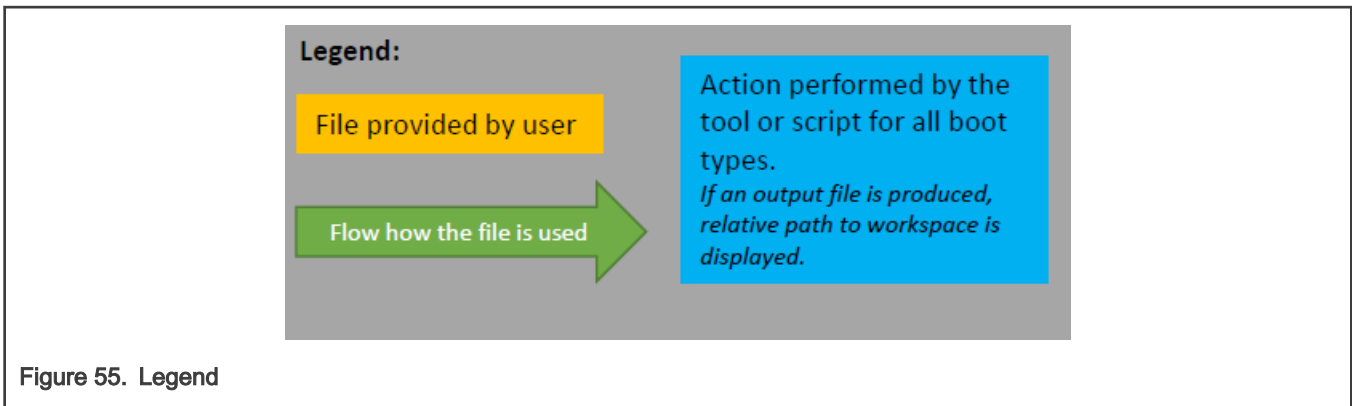 Legend:
File provided by user
Flow how the file is used
Action performed by the
tool or script for all boot
types.
If an output file is produced,
relative path to workspace is
displayed.
Figure 55. Legend